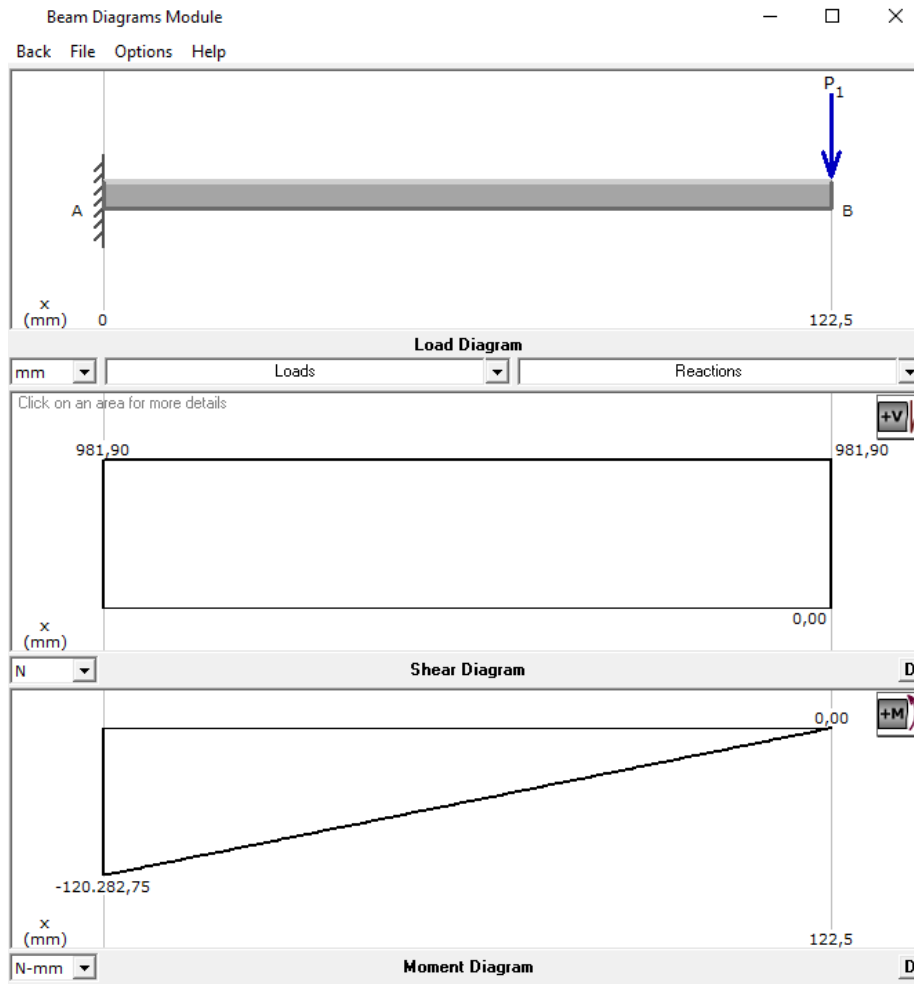 Beam Diagrams Module
Back File Options Help
P1
A
B
x
(mm) 0 122,5
Load Diagram
mm Loads Reactions
Click on an area for more details
+V
981,90 981,90
0,00
x
(mm)
N Shear Diagram D
+M
0,00
-120.282,75
x
(mm) 122,5
N-mm Moment Diagram D